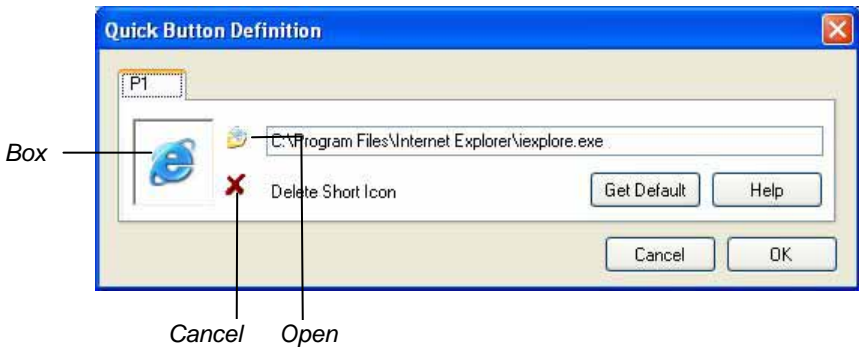 Quick Button Definition
P1
Box
C:\Program Files\Internet Explorer\iexplore.exe
Delete Short Icon
Get Default
Help
Cancel
OK
Cancel Open